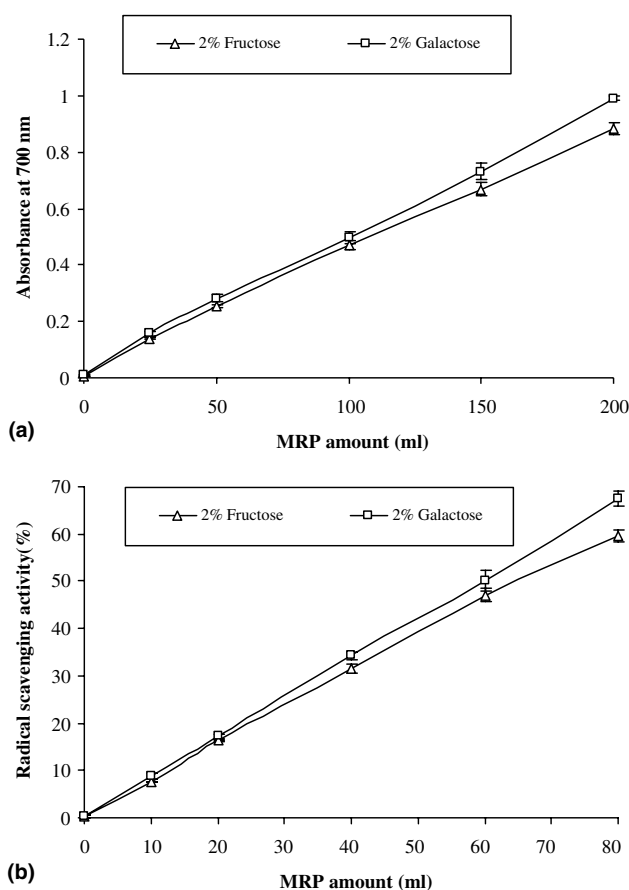 2% Fructose 2% Galactose
1.2
1
0.8
0.6
0.4
0.2
0
Absorbance at 700 nm
0 50 100 150 200
MRP amount (ml)
(a)
2% Fructose 2% Galactose
70
60
50
40
30
20
10
0
Radical scavenging activity(%)
0 10 20 30 40 50 60 70 80
MRP amount (ml)
(b)